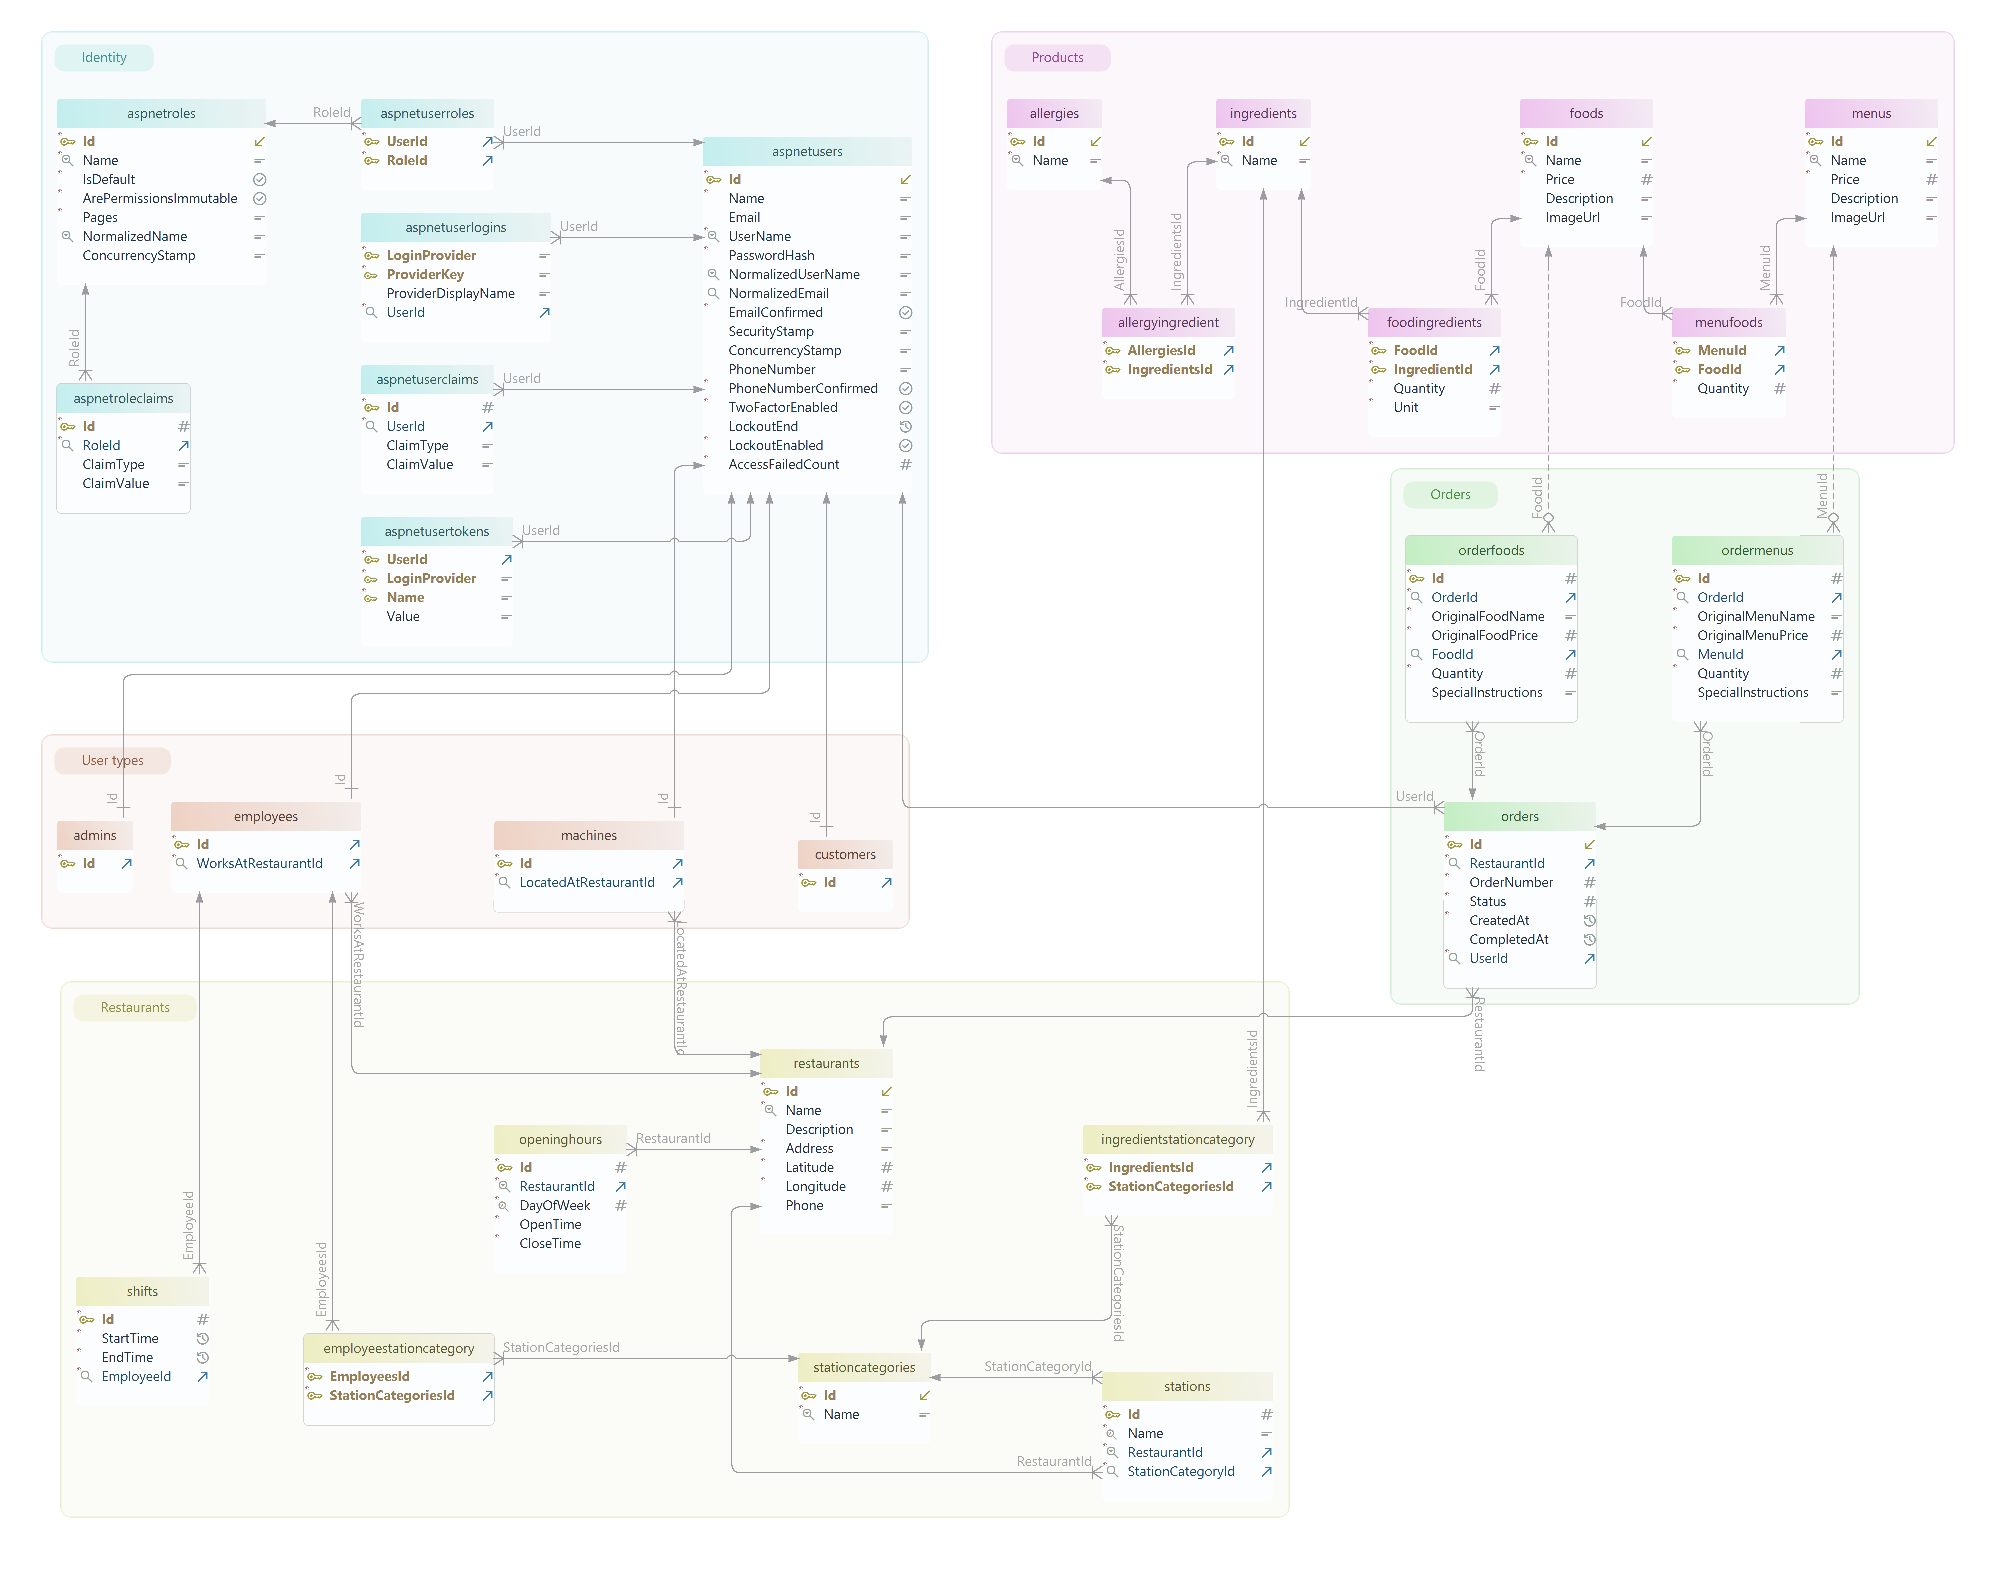 Identity
aspnetroles
Id
Name
IsDefault
ArePermissionsImmutable
Pages
NormalizedName
ConcurrencyStamp
RoleId
aspnetuserroles
UserId
RoleId
UserId
aspnetusers
Id
Name
Email
UserName
PasswordHash
NormalizedUserName
NormalizedEmail
EmailConfirmed
SecurityStamp
ConcurrencyStamp
PhoneNumber
PhoneNumberConfirmed
TwoFactorEnabled
LockoutEnd
LockoutEnabled
AccessFailedCount
aspnetuserlogins
LoginProvider
ProviderKey
ProviderDisplayName
UserId
UserId
RoleId
aspnetroleclaims
Id
RoleId
ClaimType
ClaimValue
aspnetuserclaims
Id
UserId
ClaimType
ClaimValue
UserId
aspnetusertokens
UserId
LoginProvider
Name
Value
UserId
Products
allergies
Id
Name
ingredients
Id
Name
foods
Id
Name
Price
Description
ImageUrl
menus
Id
Name
Price
Description
ImageUrl
AllergiesId
IngredientsId
IngredientId
FoodId
FoodId
MenuId
allergyingredient
AllergiesId
IngredientsId
foodingredients
FoodId
IngredientId
Quantity
Unit
menufoods
MenuId
FoodId
Quantity
Orders
FoodId
MenuId
orderfoods
Id
OrderId
OriginalFoodName
OriginalFoodPrice
FoodId
Quantity
SpecialInstructions
ordermenus
Id
OrderId
OriginalMenuName
OriginalMenuPrice
MenuId
Quantity
SpecialInstructions
OrderId
OrderId
UserId
orders
Id
RestaurantId
OrderNumber
Status
CreatedAt
CompletedAt
UserId
RestaurantId
User types
Id
Id
Id
Id
admins
Id
employees
Id
WorksAtRestaurantId
machines
Id
LocatedAtRestaurantId
customers
Id
WorksAtRestaurantId
LocatedAtRestaurantId
Restaurants
restaurants
Id
Name
Description
Address
Latitude
Longitude
Phone
openinghours
Id
RestaurantId
DayOfWeek
OpenTime
CloseTime
RestaurantId
IngredientsId
ingredientstationcategory
IngredientsId
StationCategoriesId
StationCategoriesId
EmployeeId
EmployeesId
shifts
Id
StartTime
EndTime
EmployeeId
employeestationcategory
EmployeesId
StationCategoriesId
StationCategoriesId
stationcategories
Id
Name
StationCategoryId
stations
Id
Name
RestaurantId
StationCategoryId
RestaurantId